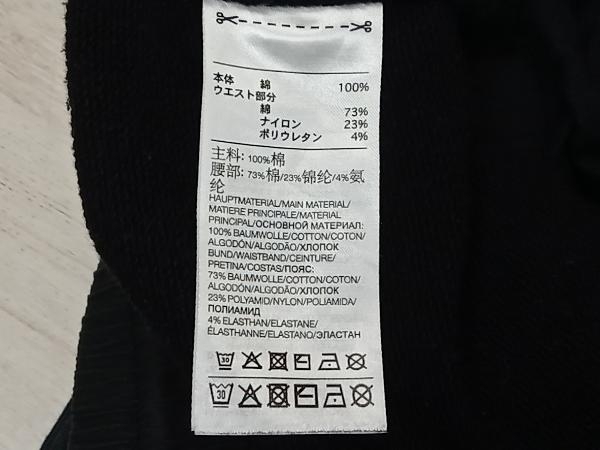 本体 綿 100%
ウエスト部分
綿 73%
ナイロン 23%
ポリウレタン 4%
主料: 100%棉
腰部: 73%棉/23%锦纶/4%氨
纶
HAUPTMATERIAL/MAIN MATERIAL/
MATIERE PRINCIPALE/MATERIAL
PRINCIPAL/ОСНОВНОЙ МАТЕРИАЛ:
100% BAUMWOLLE/COTTON/COTON/
ALGODÓN/ALGODÃO/ХЛОПОК
BUND/WAISTBAND/CEINTURE/
PRETINA/COSTAS/ПОЯС:
73% BAUMWOLLE/COTTON/COTON/
ALGODÓN/ALGODÃO/ХЛОПОК
23% POLYAMID/NYLON/POLIAMIDA/
ПОЛИАМИД
4% ELASTHAN/ELASTANE/
ÉLASTHANNE/ELASTANO/ЭЛАСТАН
30
30